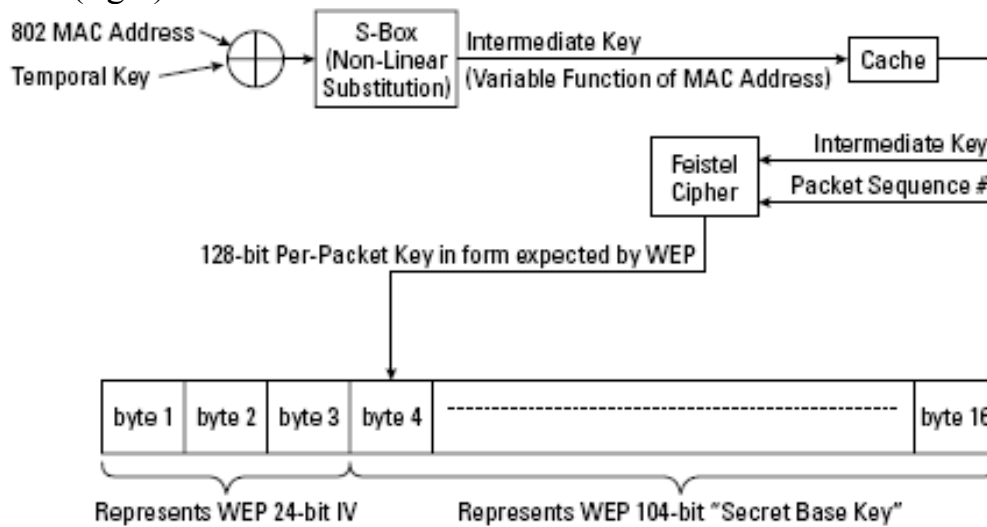 802 MAC Address
Temporal Key
S-Box
(Non-Linear
Substitution)
Intermediate Key
(Variable Function of MAC Address)
Cache
Intermediate Key
Packet Sequence #
Feistel
Cipher
128-bit Per-Packet Key in form expected by WEP
byte 1 byte 2 byte 3 byte 4 byte 16
Represents WEP 24-bit IV Represents WEP 104-bit "Secret Base Key"